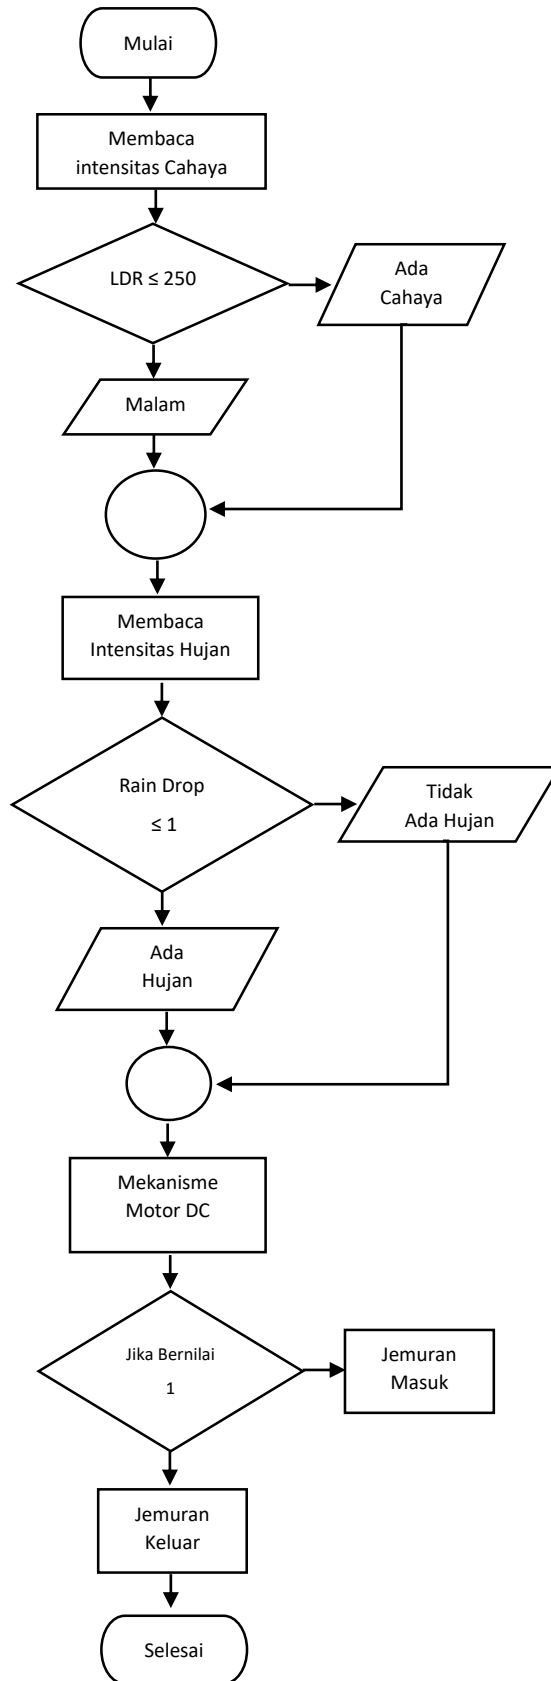 Mulai
Membaca
intensitas Cahaya
LDR ≤ 250
Ada
Cahaya
Malam
Membaca
Intensitas Hujan
Rain Drop
≤ 1
Tidak
Ada Hujan
Ada
Hujan
Mekanisme
Motor DC
Jika Bernilai
1
Jemuran
Masuk
Jemuran
Keluar
Selesai